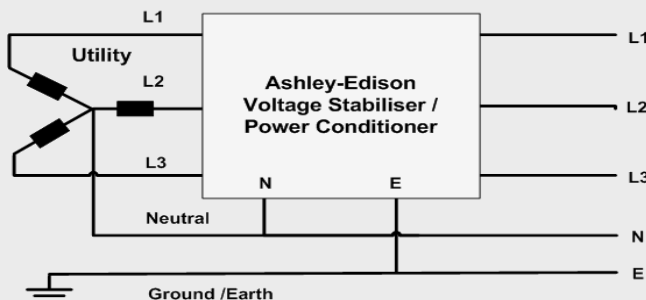 L1
Utility
L2
L3
Ashley-Edison
Voltage Stabiliser /
Power Conditioner
N
E
L1
L2
L3
Neutral
N
E
Ground /Earth